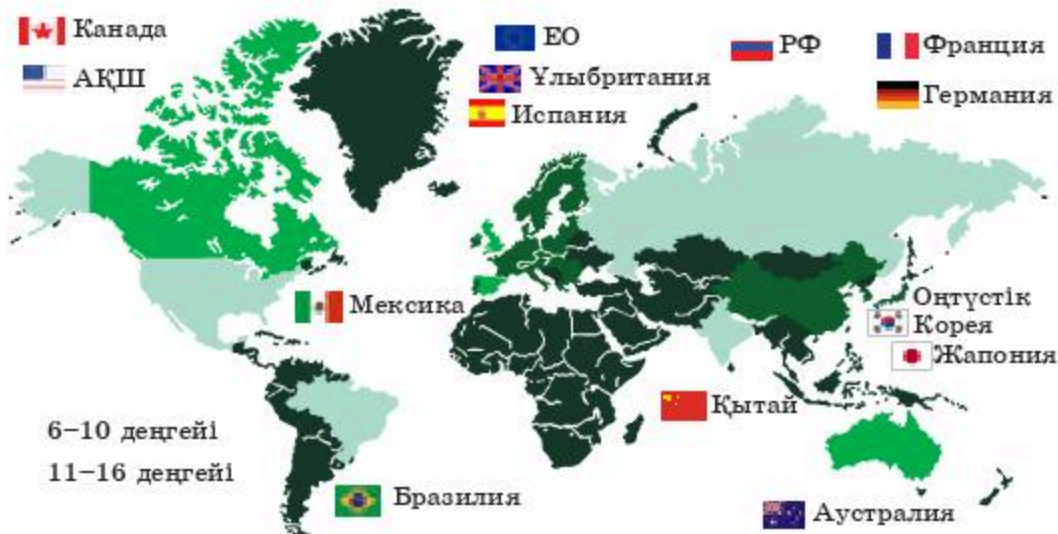 Канада
АҚШ
ЕО
Ұлыбритания
Испания
РФ
Франция
Германия
Мексика
Оңтүстік
Корея
Жапония
Қытай
6–10 деңгейі
11–16 деңгейі
Бразилия
Аустралия